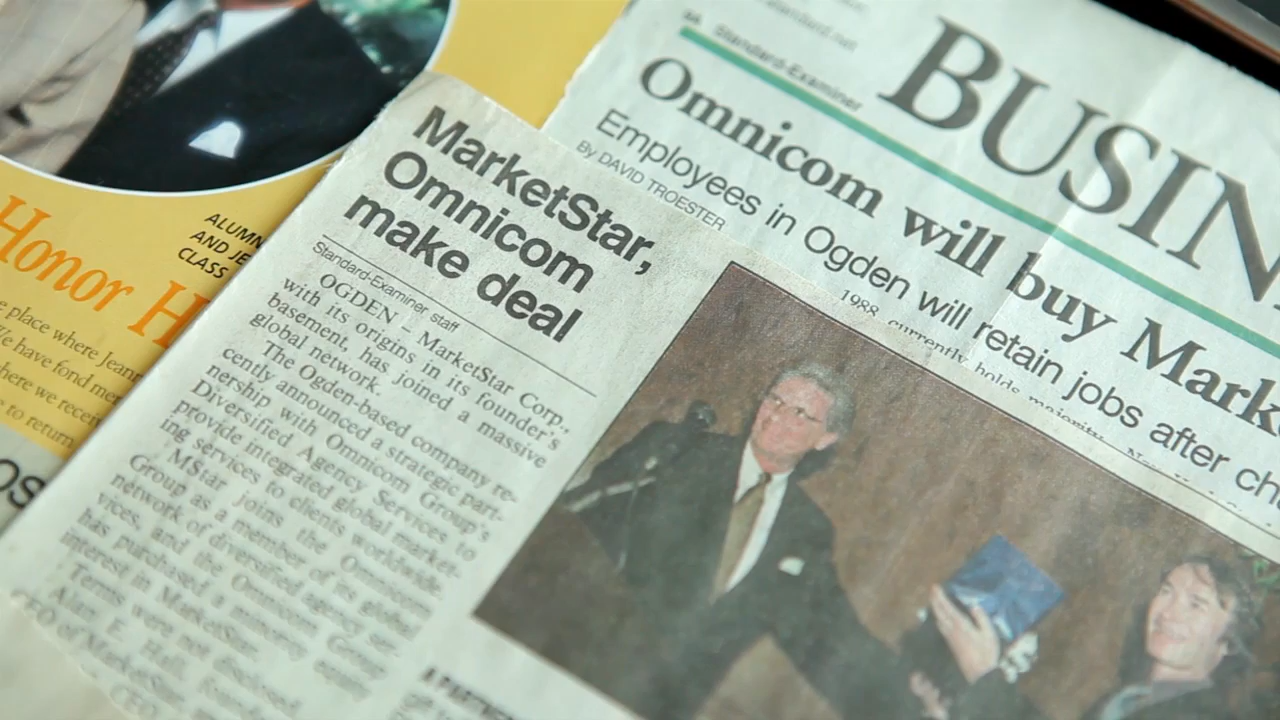 8A Standard-Examiner
BUSIN
Omnicom will buy Mark
Employees in Ogden will retain jobs after ch
By DAVID TROESTER
1988, currently holds majority
MarketStar,
Omnicom
make deal
Standard-Examiner staff
OGDEN – MarketStar Corp.,
with its origins in its founder's
basement, has joined a massive
global network.
The Ogden-based company re-
cently announced a strategic part-
nership with Omnicom Group's
Diversified Agency Services to
provide integrated global market-
ing services to clients worldwide.
MStar joins the Omnicom
Group as a member of its global
network of diversified agency ser-
vices, and the Omnicom Group
has purchased a minority equity
interest in MarketStar.
Terms were not disclosed.
Alan E. Hall, founder
CEO of MarketStar
ALUMN
AND JE
CLASS
Honor H
e place where Jeann
We have fond mem
here we receiv
s to return
OS